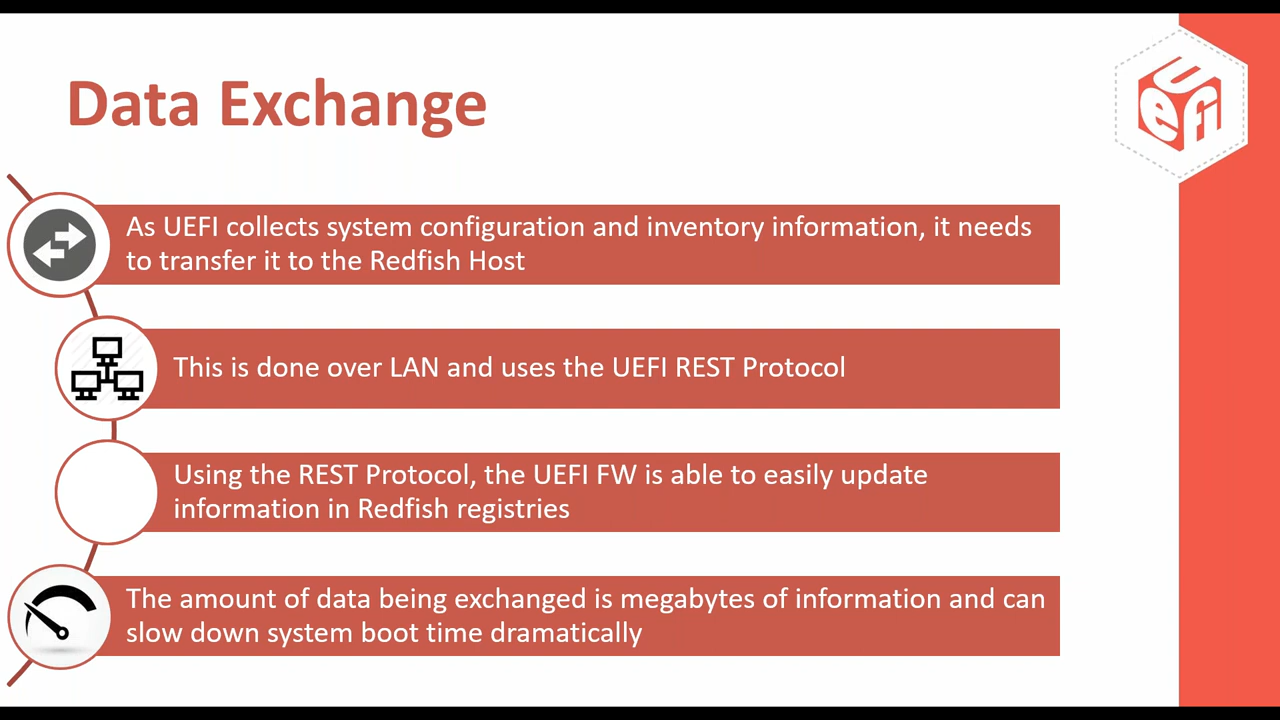 Data Exchange
UEFI
As UEFI collects system configuration and inventory information, it needs
to transfer it to the Redfish Host
This is done over LAN and uses the UEFI REST Protocol
Using the REST Protocol, the UEFI FW is able to easily update
information in Redfish registries
The amount of data being exchanged is megabytes of information and can
slow down system boot time dramatically